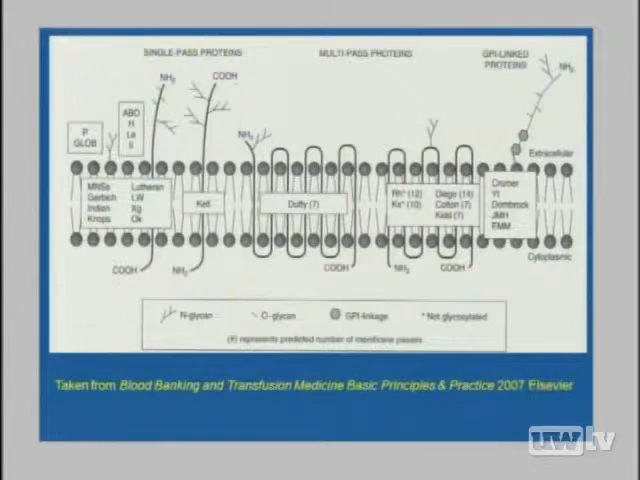 SINGLE-PASS PROTEINS
MULTI-PASS PROTEINS
GPI-LINKED
PROTEINS
NH₂
COOH
NH₂
P
GLOB
ABO
H
Le
Ii
NH₂
Extracellular
MNSs
Gerbich
Indian
Knops
Lutheran
LW
Xg
Ok
Kell
Duffy (7)
Rh* (12)
Kx* (10)
Diego (14)
Colton (7)
Kidd (7)
Cromer
Yt
Dombrock
JMH
EMM
Cytoplasmic
COOH
NH₂
COOH
NH₂
COOH
N-glycan
O-glycan
GPI-linkage
* Not glycosylated
(#) represents predicted number of membrane passes
Taken from Blood Banking and Transfusion Medicine Basic Principles & Practice 2007 Elsevier
UWTV